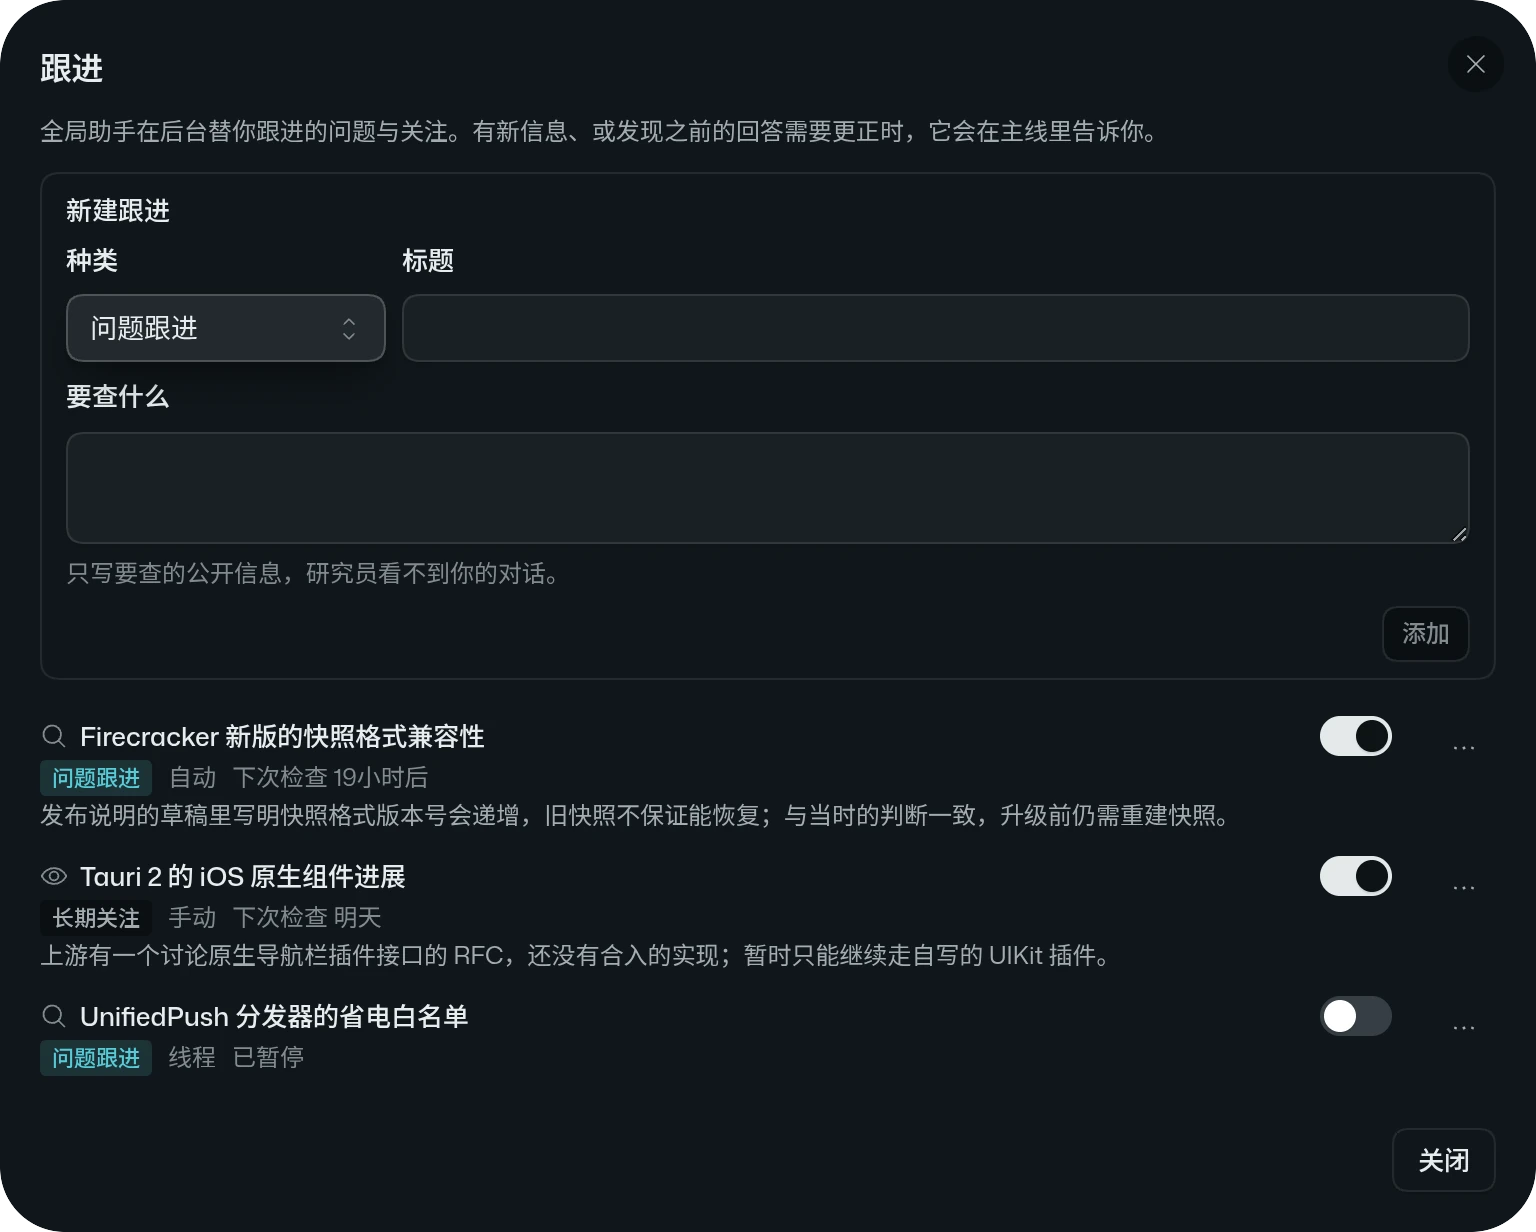 跟进
全局助手在后台替你跟进的问题与关注。有新信息、或发现之前的回答需要更正时，它会在主线里告诉你。
新建跟进
种类
标题
问题跟进
要查什么
只写要查的公开信息，研究员看不到你的对话。
添加
Firecracker 新版的快照格式兼容性
...
问题跟进 自动 下次检查 19小时后
发布说明的草稿里写明快照格式版本号会递增，旧快照不保证能恢复；与当时的判断一致，升级前仍需重建快照。
Tauri 2 的 iOS 原生组件进展
...
长期关注 手动 下次检查 明天
上游有一个讨论原生导航栏插件接口的 RFC，还没有合入的实现；暂时只能继续走自写的 UIKit 插件。
UnifiedPush 分发器的省电白名单
...
问题跟进 线程 已暂停
关闭